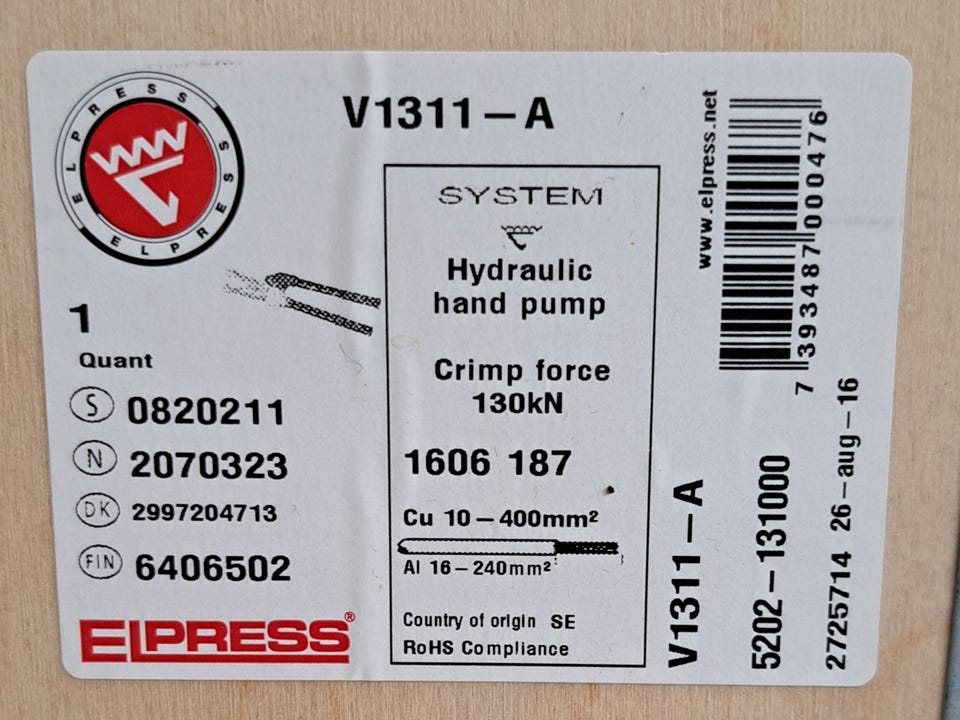 ELPRESS ELPRESS ELPRESS
V1311-A
1
Quant
S 0820211
N 2070323
DK 2997204713
FIN 6406502
ELPRESS®
SYSTEM
Hydraulic
hand pump
Crimp force
130kN
1606 187
Cu 10-400mm²
Al 16-240mm²
Country of origin SE
RoHS Compliance
www.elpress.net
7 393487 000476
V1311-A
5202-131000
2725714 26-aug-16